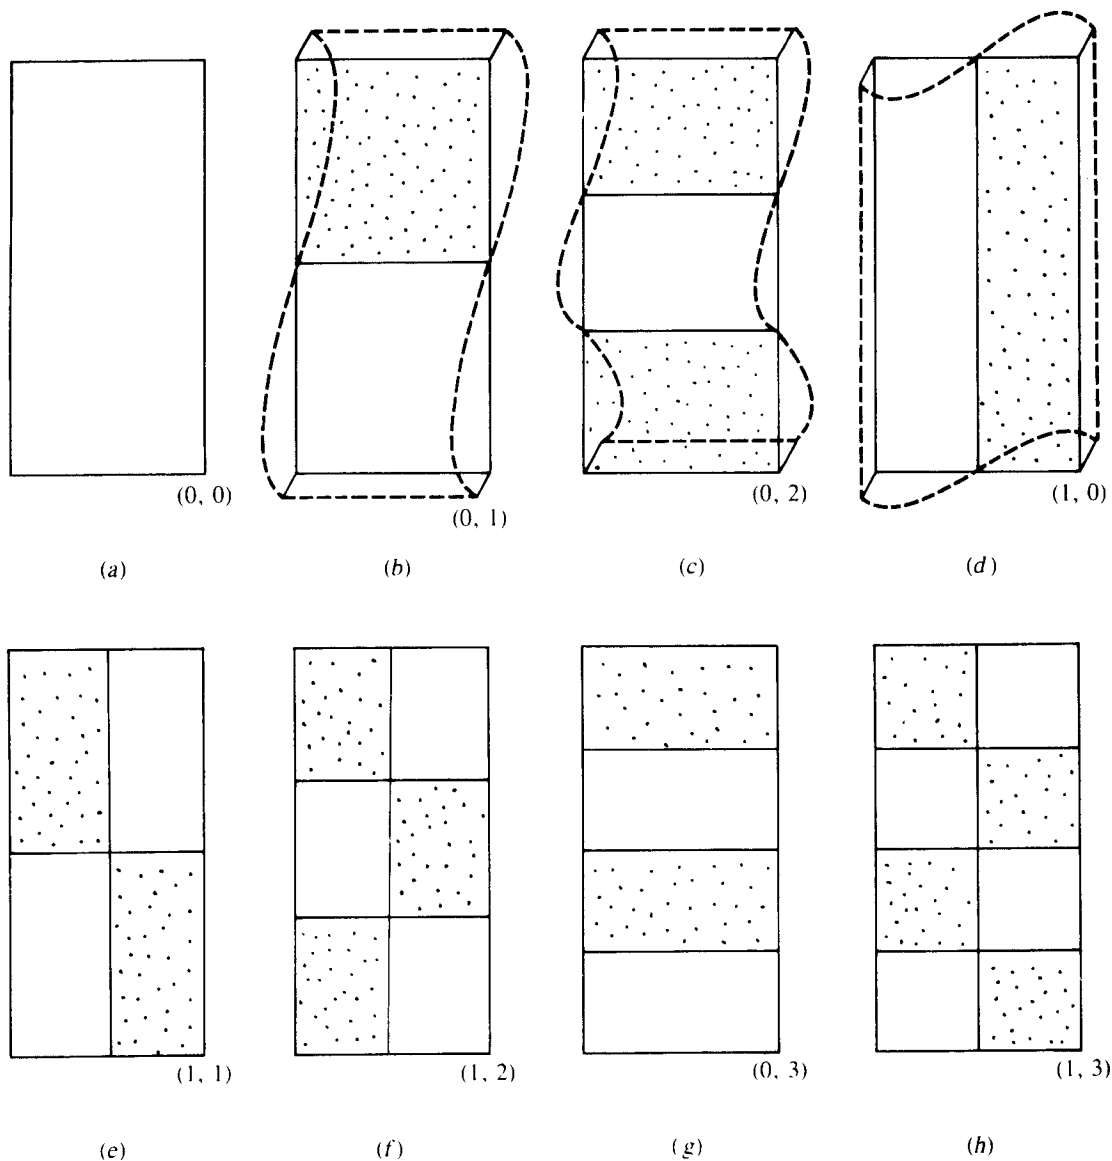 (0, 0)
(0, 1)
(0, 2)
(1, 0)
(a)
(b)
(c)
(d)
(1, 1)
(1, 2)
(0, 3)
(1, 3)
(e)
(f)
(g)
(h)